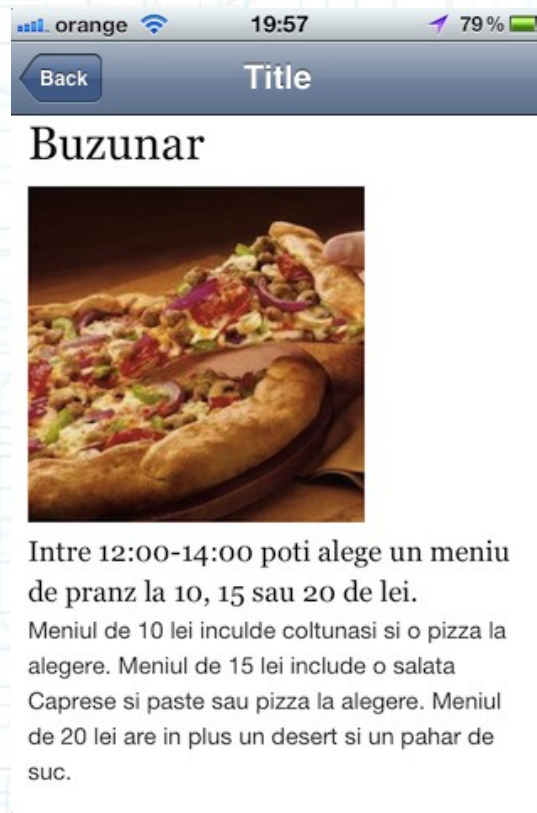 orange 19:57 79%
Back Title
Buzunar
Intre 12:00-14:00 poti alege un meniu
de pranz la 10, 15 sau 20 de lei.
Meniul de 10 lei inculde coltunasi si o pizza la
alegere. Meniul de 15 lei include o salata
Caprese si paste sau pizza la alegere. Meniul
de 20 lei are in plus un desert si un pahar de
suc.